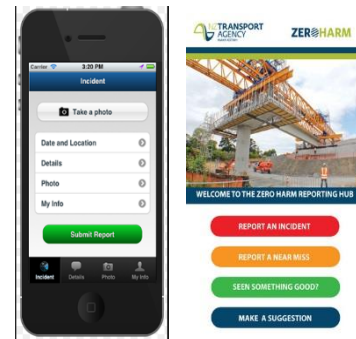 Carrier 3:20 PM
Incident
Take a photo
Date and Location
Details
Photo
My Info
Submit Report
Incident Details Photo My Info
NZ TRANSPORT
AGENCY
ZEROHARM
WELCOME TO THE ZERO HARM REPORTING HUB
REPORT AN INCIDENT
REPORT A NEAR MISS
SEEN SOMETHING GOOD?
MAKE A SUGGESTION